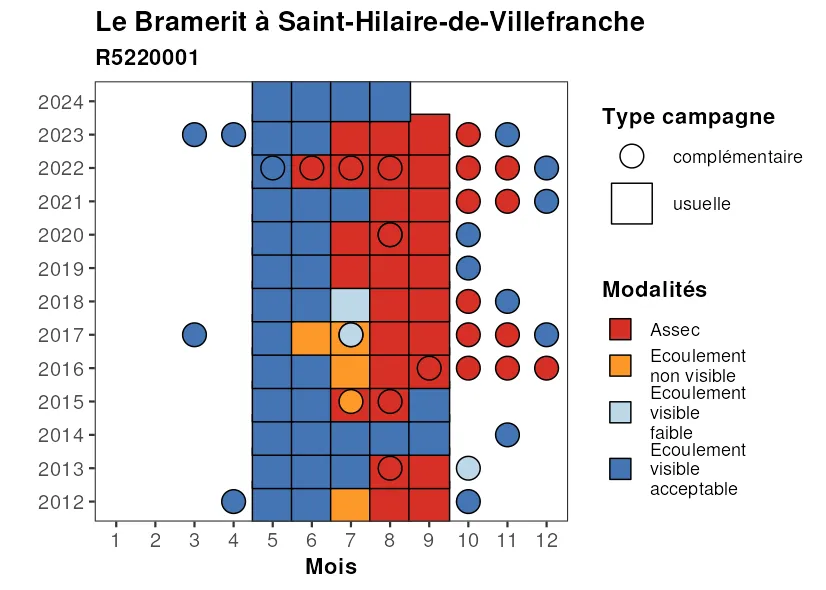 Le Bramerit à Saint-Hilaire-de-Villefranche
R5220001
2024
2023
2022
2021
2020
2019
2018
2017
2016
2015
2014
2013
2012
1 2 3 4 5 6 7 8 9 10 11 12
Mois
Type campagne
complémentaire
usuelle
Modalités
Assec
Ecoulement
non visible
Ecoulement
visible
faible
Ecoulement
visible
acceptable